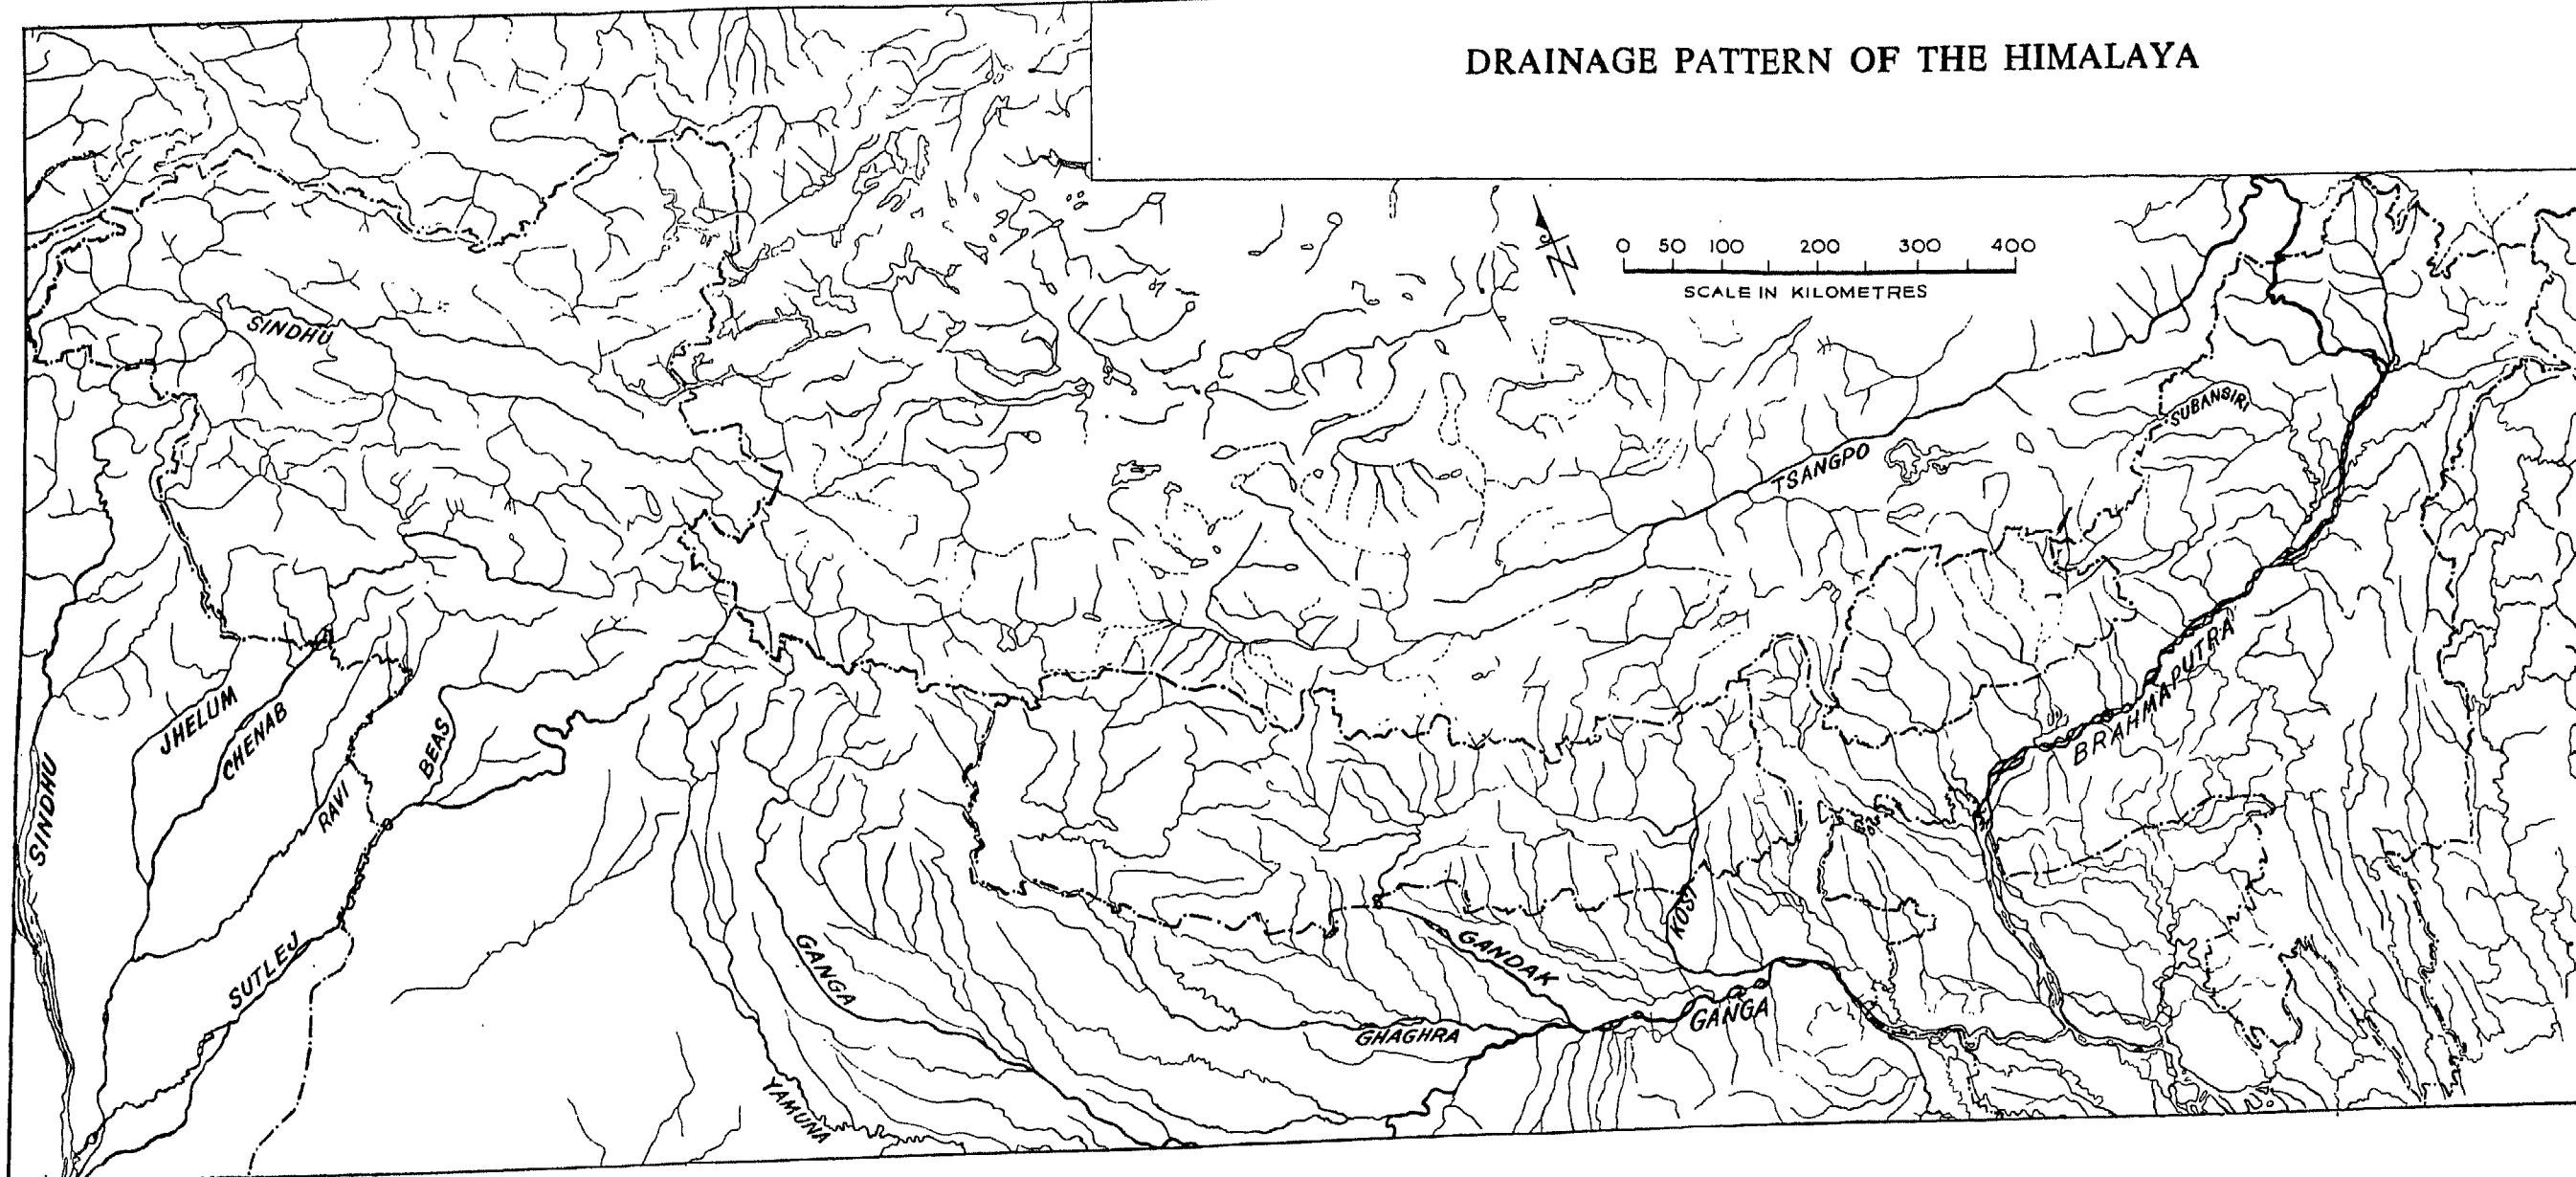 DRAINAGE PATTERN OF THE HIMALAYA
N
0 50 100 200 300 400
SCALE IN KILOMETRES
SINDHU
SUBANSIRI
TSANGPO
BRAHMAPUTRA
JHELUM
CHENAB
BEAS
RAVI
SINDHU
SUTLEJ
KOSI
GANGA
GANDAK
GANGA
GHAGHRA
YAMUNA